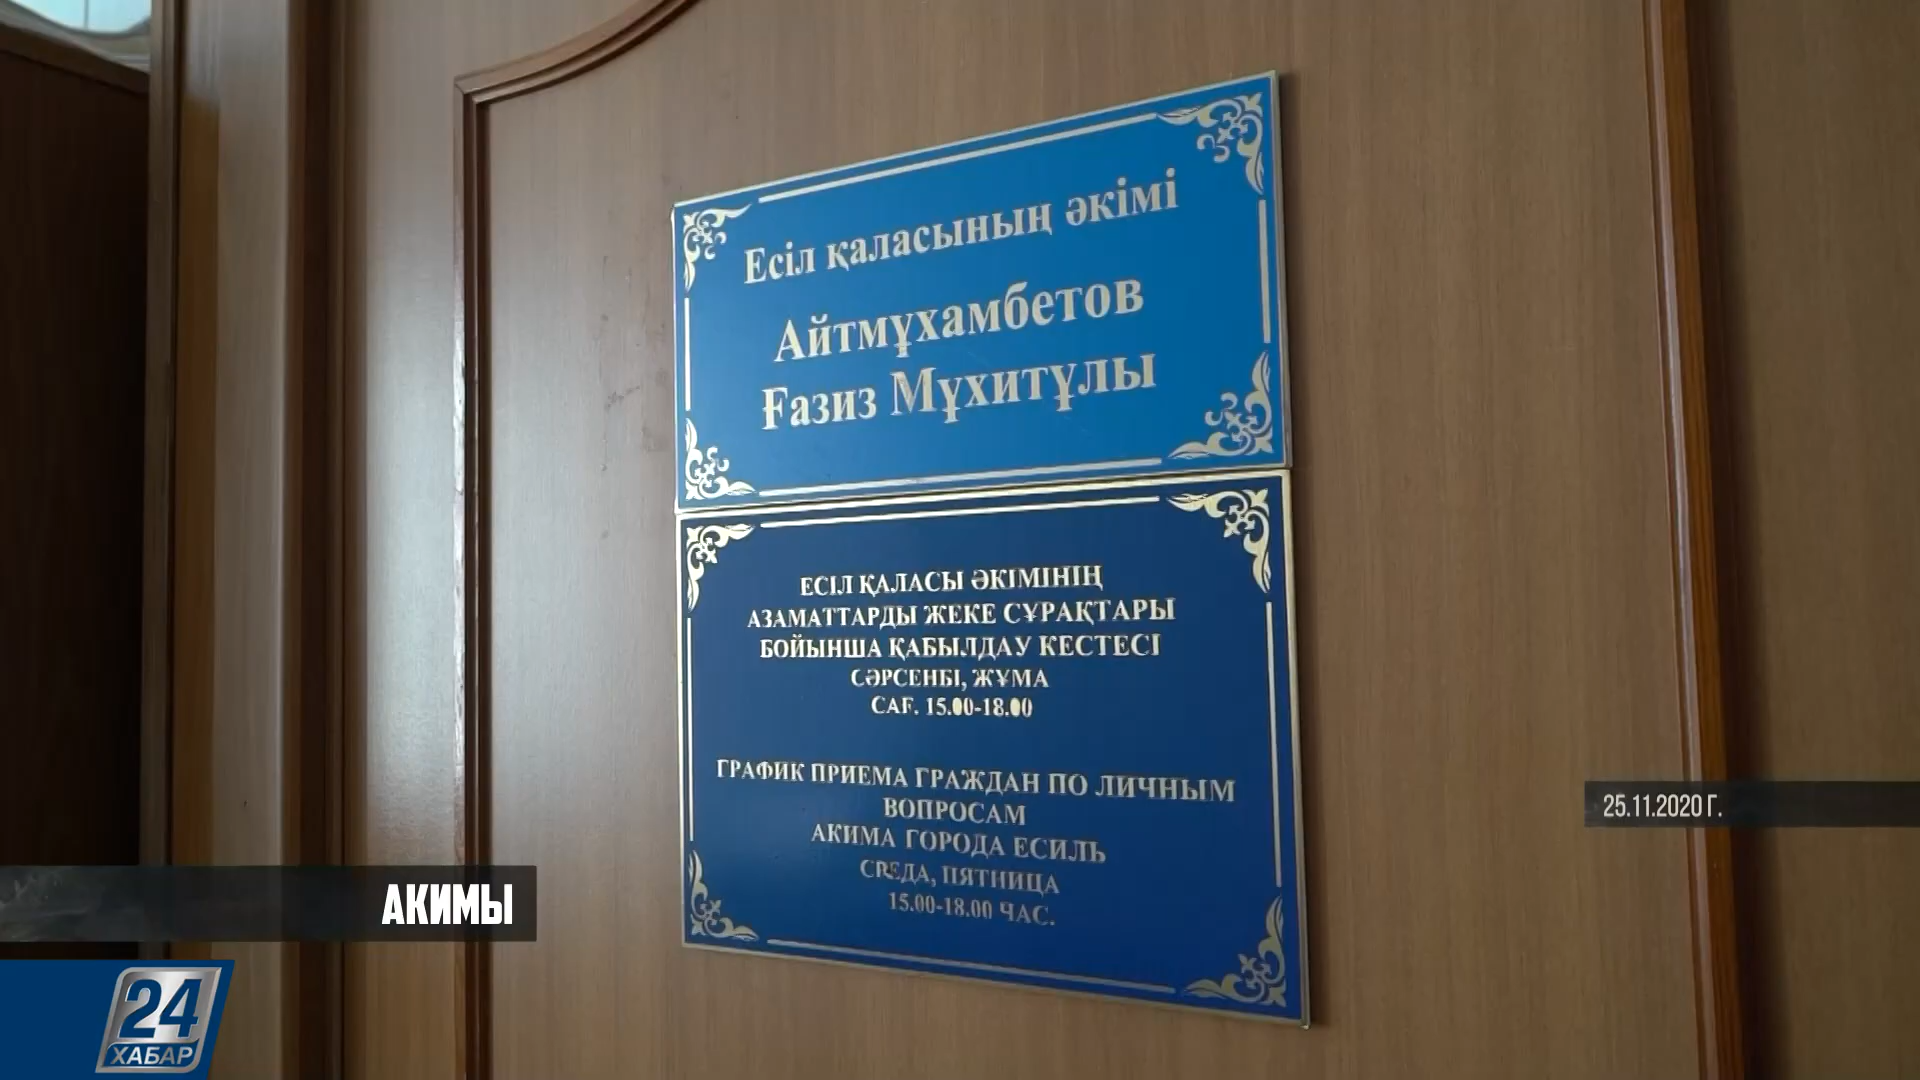 Есіл қаласының әкімі
Айтмұхамбетов
Ғазиз Мұхитұлы
ЕСІЛ ҚАЛАСЫ ӘКІМІНІҢ
АЗАМАТТАРДЫ ЖЕКЕ СҰРАҚТАРЫ
БОЙЫНША ҚАБЫЛДАУ КЕСТЕСІ
СӘРСЕНБІ, ЖҰМА
САҒ. 15.00-18.00
ГРАФИК ПРИЕМА ГРАЖДАН ПО ЛИЧНЫМ
ВОПРОСАМ
АКИМА ГОРОДА ЕСИЛЬ
СРЕДА, ПЯТНИЦА
15.00-18.00 ЧАС.
25.11.2020 Г.
АКИМЫ
24
ХАБАР